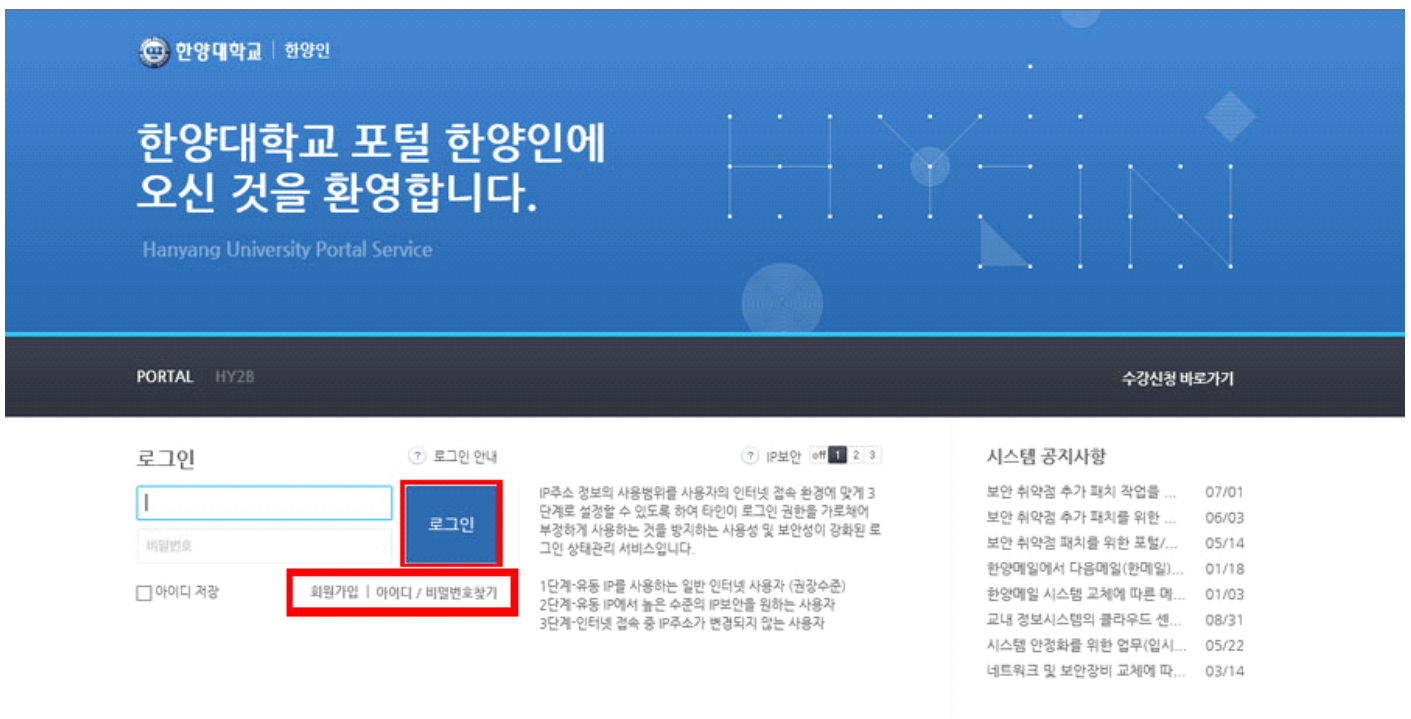 한양대학교 | 한양인
한양대학교 포털 한양인에
오신 것을 환영합니다.
Hanyang University Portal Service
HY-IN
PORTAL HY2B
수강신청 바로가기
로그인
? 로그인 안내
비밀번호
로그인
아이디 저장
회원가입 | 아이디 / 비밀번호찾기
? IP보안 off 1 2 3
IP주소 정보의 사용범위를 사용자의 인터넷 접속 환경에 맞게 3
단계로 설정할 수 있도록 하여 타인이 로그인 권한을 가로채어
부정하게 사용하는 것을 방지하는 사용성 및 보안성이 강화된 로
그인 상태관리 서비스입니다.
1단계-유동 IP를 사용하는 일반 인터넷 사용자 (권장수준)
2단계-유동 IP에서 높은 수준의 IP보안을 원하는 사용자
3단계-인터넷 접속 중 IP주소가 변경되지 않는 사용자
시스템 공지사항
보안 취약점 추가 패치 작업을 ... 07/01
보안 취약점 추가 패치를 위한 ... 06/03
보안 취약점 패치를 위한 포털/... 05/14
한양메일에서 다음메일(한메일)... 01/18
한양메일 시스템 교체에 따른 메... 01/03
교내 정보시스템의 클라우드 센... 08/31
시스템 안정화를 위한 업무(입시... 05/22
네트워크 및 보안장비 교체에 따... 03/14